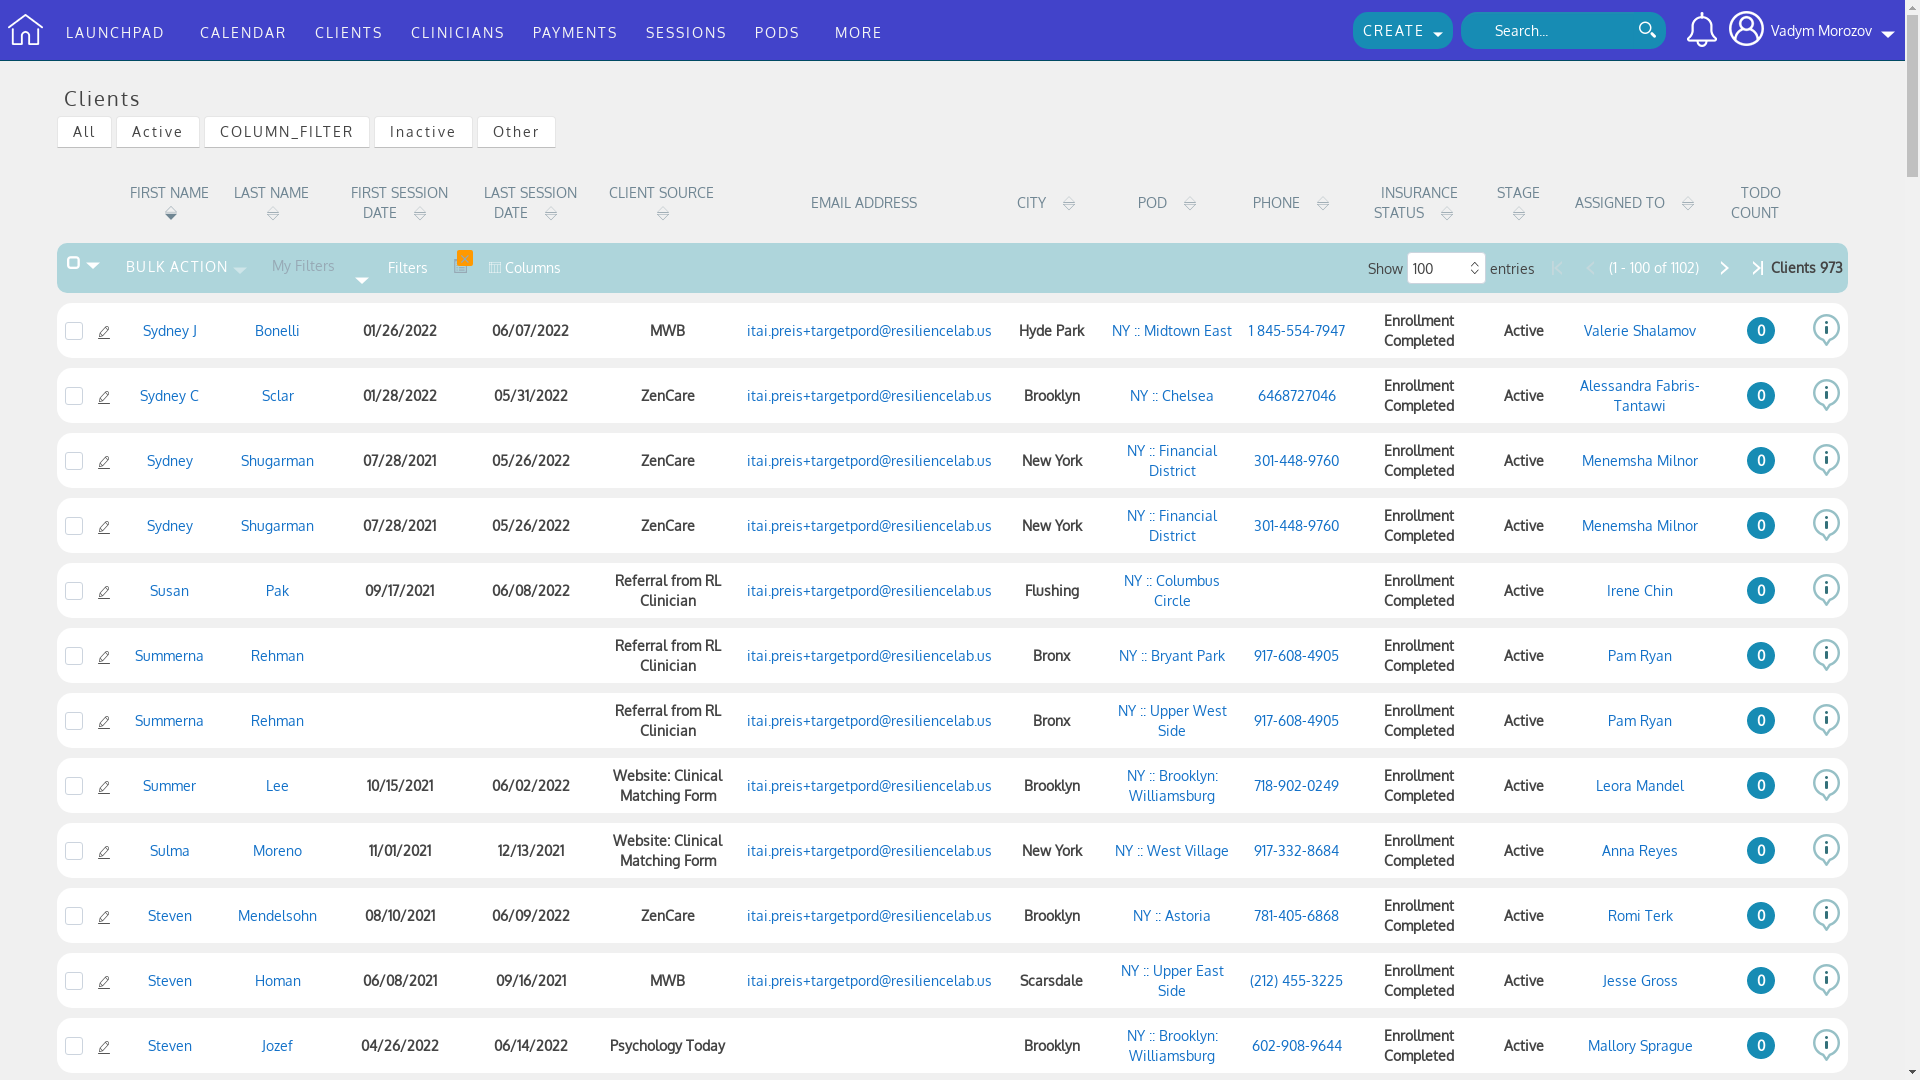 LAUNCHPAD CALENDAR CLIENTS CLINICIANS PAYMENTS SESSIONS PODS MORE CREATE Search... Vadym Morozov
Clients
All Active COLUMN_FILTER Inactive Other
FIRST NAME LAST NAME FIRST SESSION DATE LAST SESSION DATE CLIENT SOURCE EMAIL ADDRESS CITY POD PHONE INSURANCE STATUS STAGE ASSIGNED TO TODO COUNT
BULK ACTION My Filters Filters Columns Show 100 entries (1 - 100 of 1102) Clients 973
Sydney J Bonelli 01/26/2022 06/07/2022 MWB itai.preis+targetpord@resiliencelab.us Hyde Park NY :: Midtown East 1 845-554-7947 Enrollment Completed Active Valerie Shalamov 0
Sydney C Sclar 01/28/2022 05/31/2022 ZenCare itai.preis+targetpord@resiliencelab.us Brooklyn NY :: Chelsea 6468727046 Enrollment Completed Active Alessandra Fabris-Tantawi 0
Sydney Shugarman 07/28/2021 05/26/2022 ZenCare itai.preis+targetpord@resiliencelab.us New York NY :: Financial District 301-448-9760 Enrollment Completed Active Menemsha Milnor 0
Sydney Shugarman 07/28/2021 05/26/2022 ZenCare itai.preis+targetpord@resiliencelab.us New York NY :: Financial District 301-448-9760 Enrollment Completed Active Menemsha Milnor 0
Susan Pak 09/17/2021 06/08/2022 Referral from RL Clinician itai.preis+targetpord@resiliencelab.us Flushing NY :: Columbus Circle Enrollment Completed Active Irene Chin 0
Summerna Rehman Referral from RL Clinician itai.preis+targetpord@resiliencelab.us Bronx NY :: Bryant Park 917-608-4905 Enrollment Completed Active Pam Ryan 0
Summerna Rehman Referral from RL Clinician itai.preis+targetpord@resiliencelab.us Bronx NY :: Upper West Side 917-608-4905 Enrollment Completed Active Pam Ryan 0
Summer Lee 10/15/2021 06/02/2022 Website: Clinical Matching Form itai.preis+targetpord@resiliencelab.us Brooklyn NY :: Brooklyn: Williamsburg 718-902-0249 Enrollment Completed Active Leora Mandel 0
Sulma Moreno 11/01/2021 12/13/2021 Website: Clinical Matching Form itai.preis+targetpord@resiliencelab.us New York NY :: West Village 917-332-8684 Enrollment Completed Active Anna Reyes 0
Steven Mendelsohn 08/10/2021 06/09/2022 ZenCare itai.preis+targetpord@resiliencelab.us Brooklyn NY :: Astoria 781-405-6868 Enrollment Completed Active Romi Terk 0
Steven Homan 06/08/2021 09/16/2021 MWB itai.preis+targetpord@resiliencelab.us Scarsdale NY :: Upper East Side (212) 455-3225 Enrollment Completed Active Jesse Gross 0
Steven Jozef 04/26/2022 06/14/2022 Psychology Today Brooklyn NY :: Brooklyn: Williamsburg 602-908-9644 Enrollment Completed Active Mallory Sprague 0